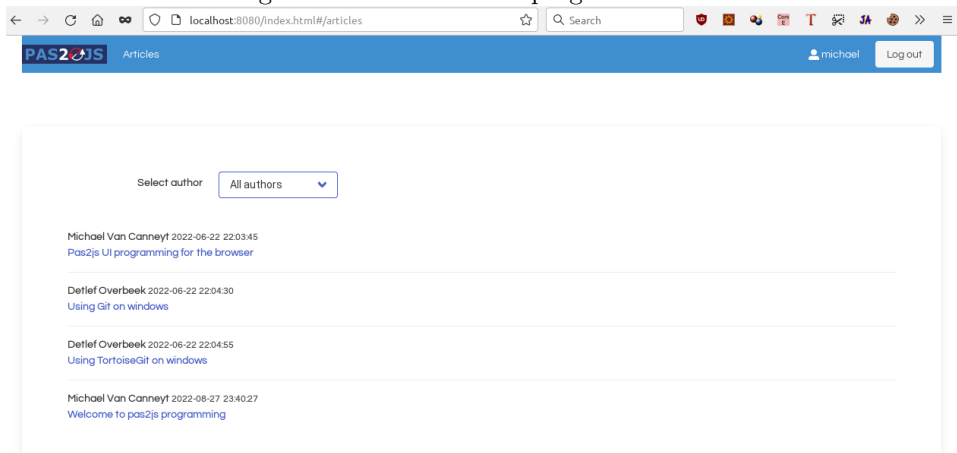 localhost:8080/index.html#/articles
Search
PAS2JS Articles michael Log out
Select author All authors
Michael Van Canneyt 2022-06-22 22:03:45
Pas2js UI programming for the browser
Detlef Overbeek 2022-06-22 22:04:30
Using Git on windows
Detlef Overbeek 2022-06-22 22:04:55
Using TortoiseGit on windows
Michael Van Canneyt 2022-08-27 23:40:27
Welcome to pas2js programming